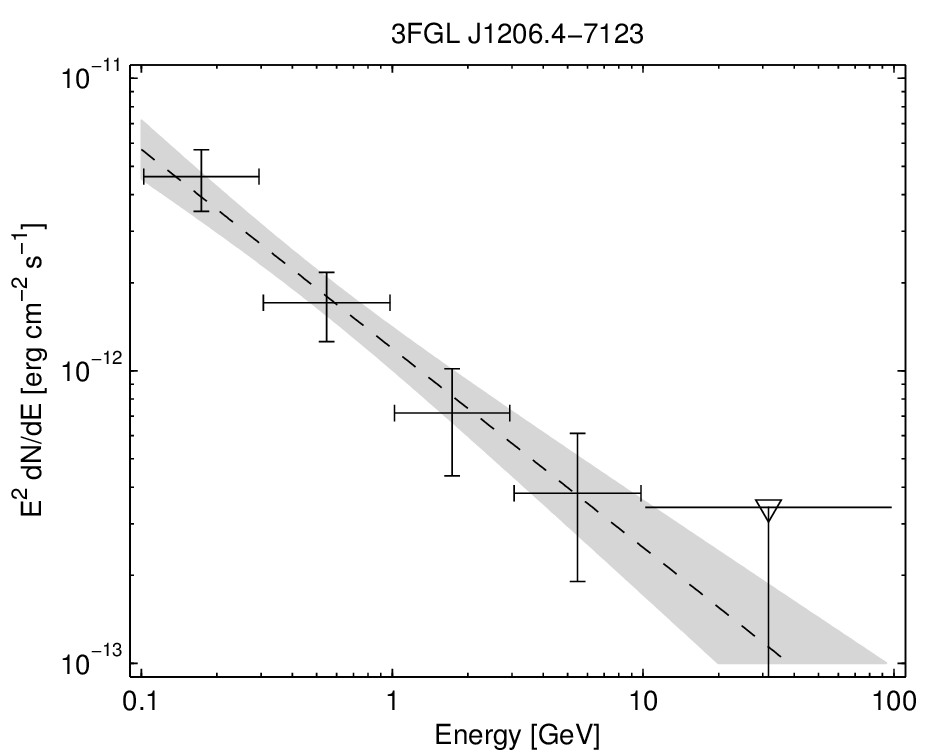 3FGL J1206.4−7123
10⁻¹¹
10⁻¹²
10⁻¹³
E² dN/dE [erg cm⁻² s⁻¹]
0.1 1 10 100
Energy [GeV]